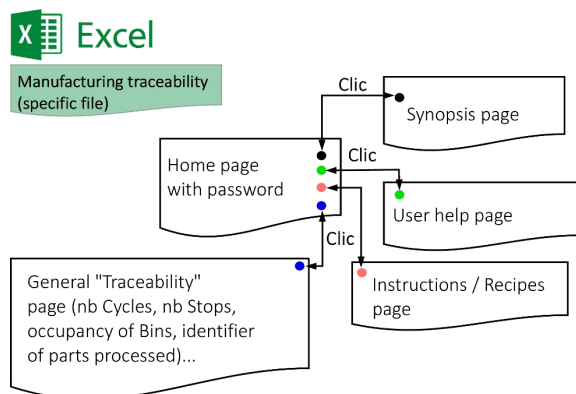 X Excel
Manufacturing traceability
(specific file)
Clic
Synopsis page
Home page
with password
Clic
User help page
Clic
General "Traceability"
page (nb Cycles, nb Stops,
occupancy of Bins, identifier
of parts processed)...
Instructions / Recipes
page